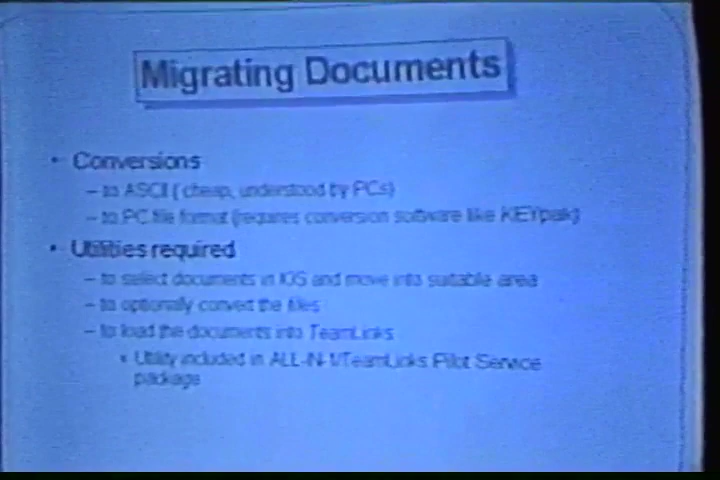 Migrating Documents
• Conversions
– to ASCII ( cheap, understood by PCs)
– to PC file format (requires conversion software like KEYpak)
• Utilities required
– to select documents in IOS and move into suitable area
– to optionally convert the files
– to load the documents into TeamLinks
• Utility included in ALL-IN-1/TeamLinks Pilot Service
package